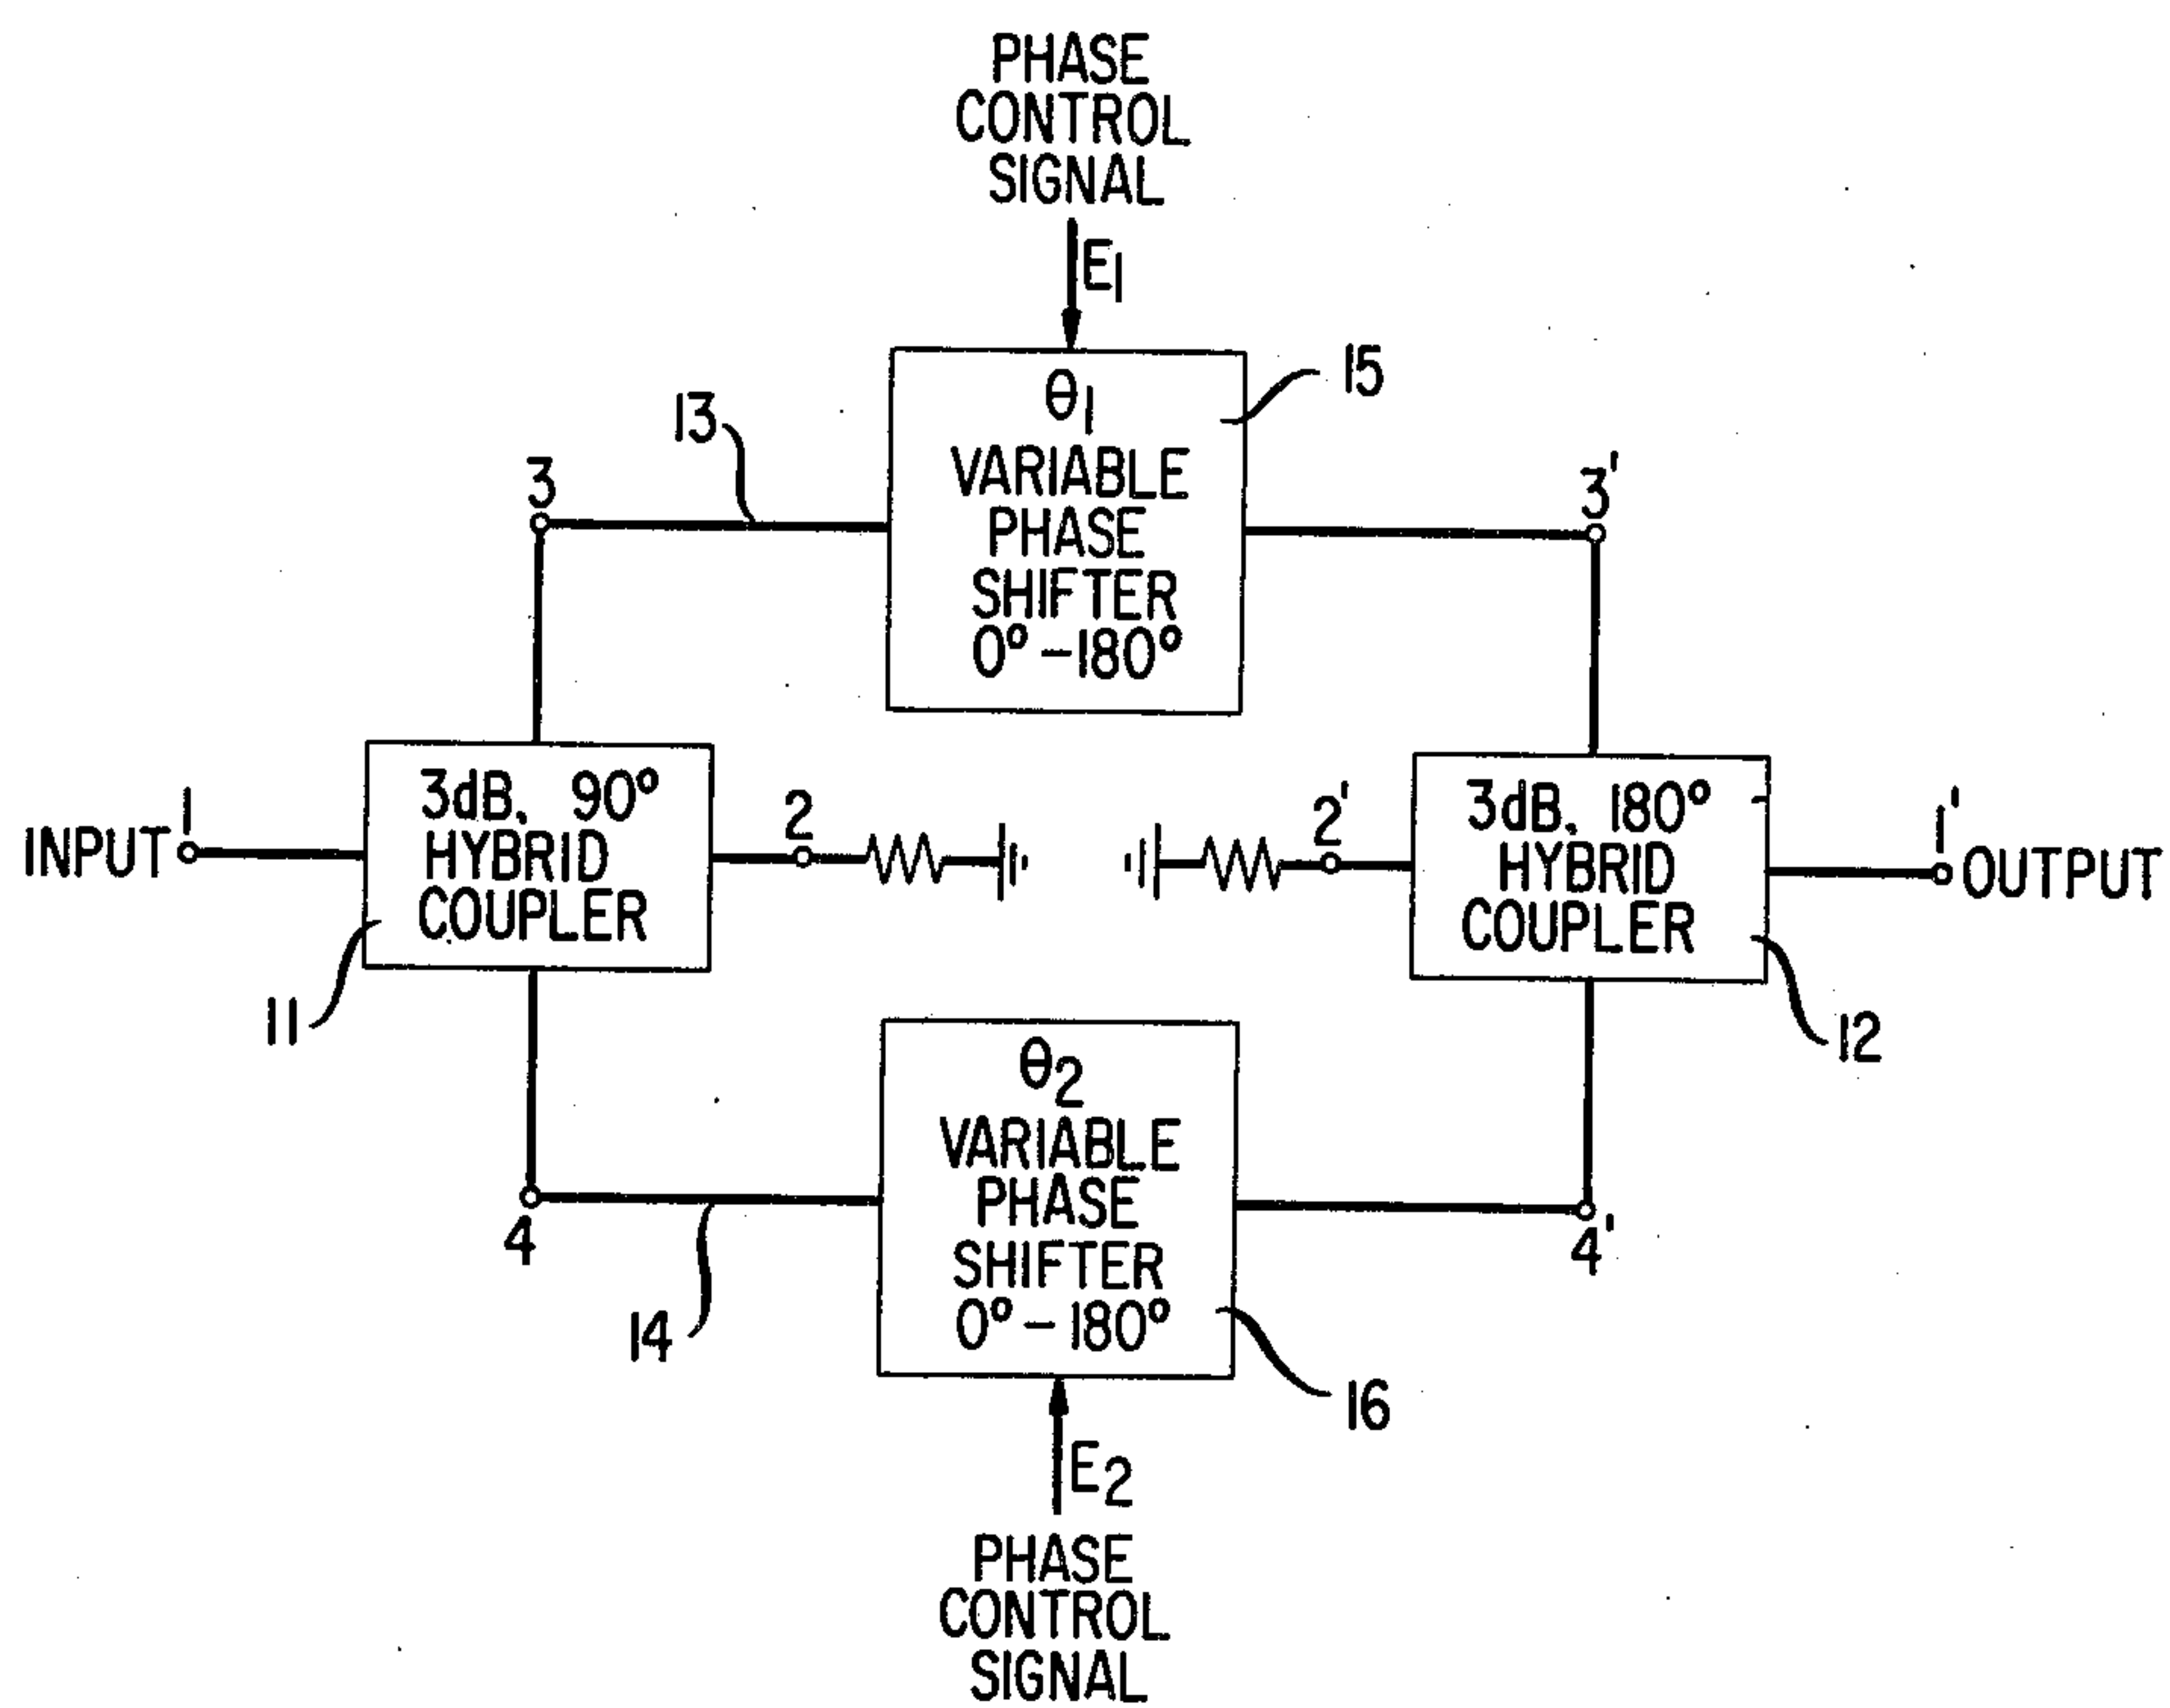 PHASE
CONTROL
SIGNAL
E1
θ1
VARIABLE
PHASE
SHIFTER
0°-180°
15
13
3
3'
INPUT
1
3dB, 90°
HYBRID
COUPLER
2
2'
3dB, 180°
HYBRID
COUPLER
1'
OUTPUT
11
12
4
4'
14
θ2
VARIABLE
PHASE
SHIFTER
0°-180°
16
E2
PHASE
CONTROL
SIGNAL